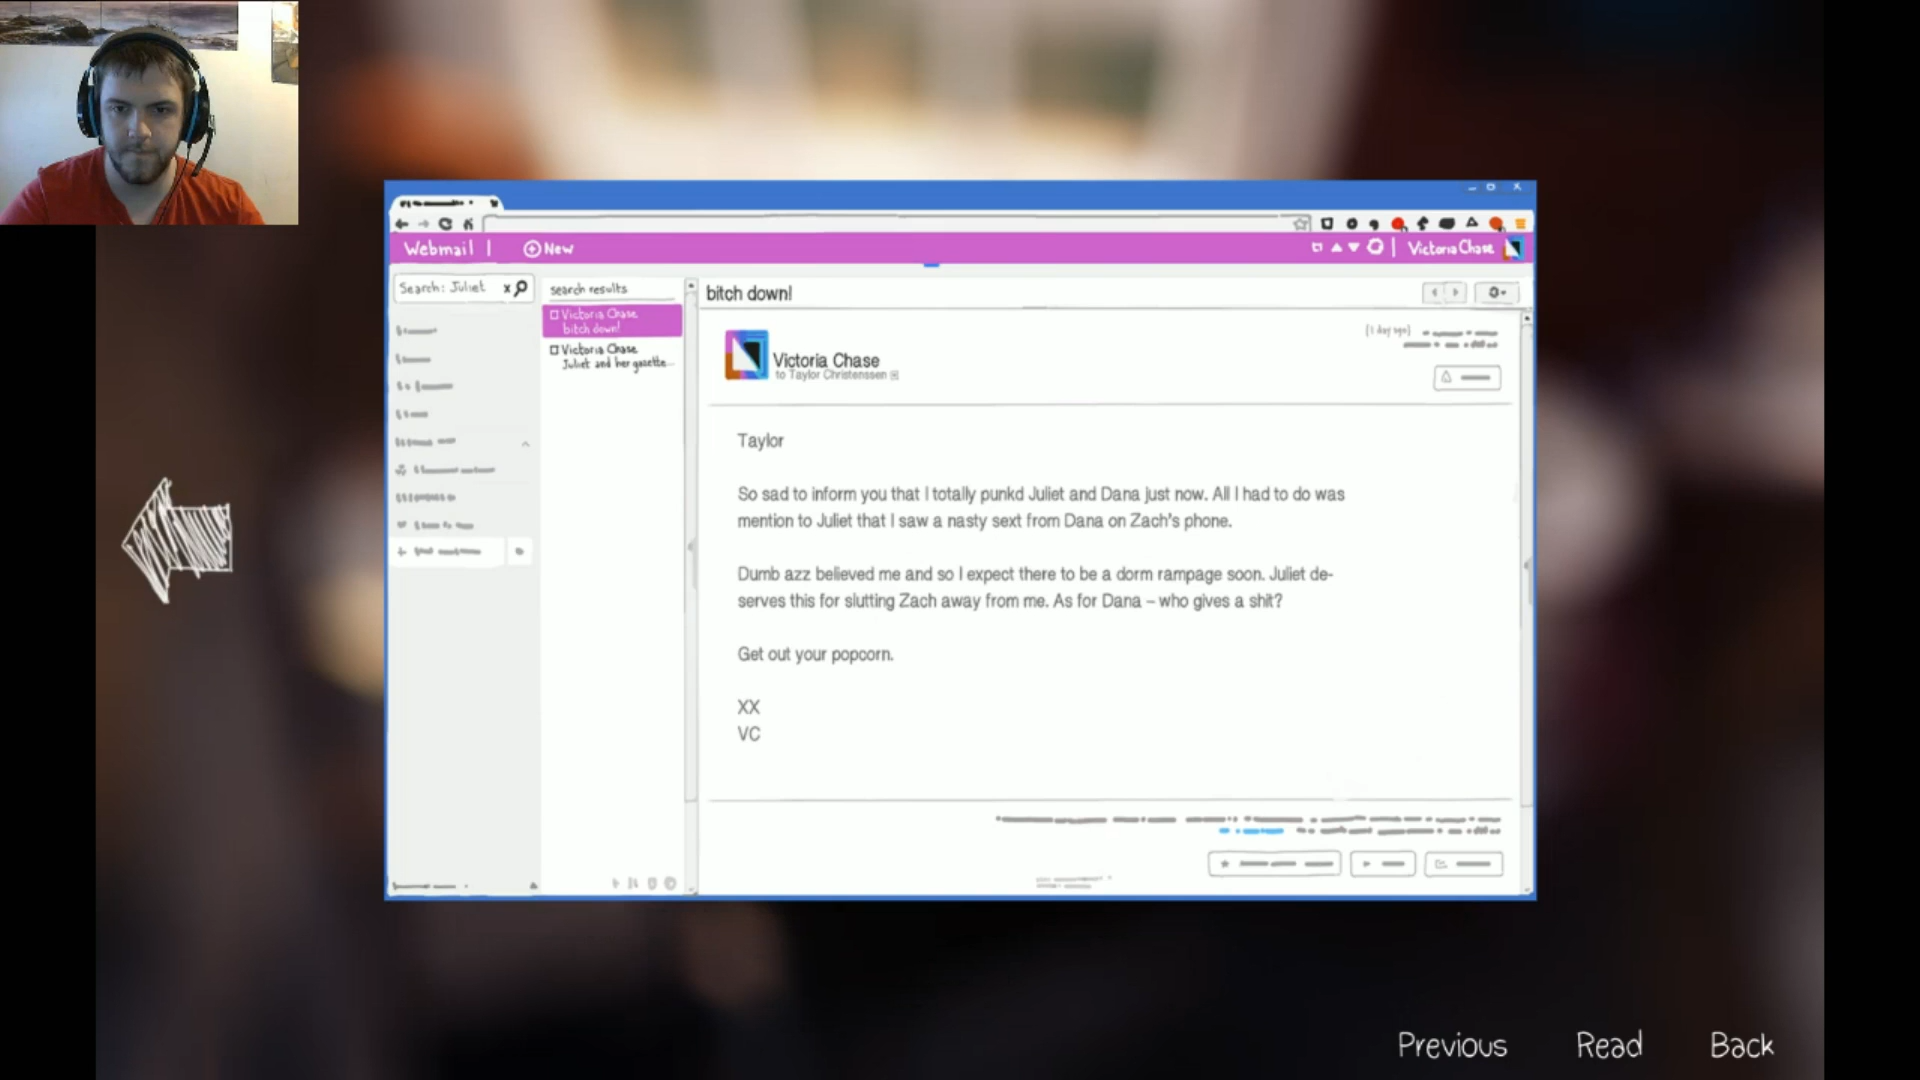 Webmail |
New
Victoria Chase
Search: Juliet x
search results
Victoria Chase
bitch down!
Victoria Chase
Juliet and her gazette...
bitch down!
(1 day ago)
Victoria Chase
to Taylor Christenssen
Taylor
So sad to inform you that I totally punkd Juliet and Dana just now. All I had to do was
mention to Juliet that I saw a nasty sext from Dana on Zach's phone.
Dumb azz believed me and so I expect there to be a dorm rampage soon. Juliet de-
serves this for slutting Zach away from me. As for Dana – who gives a shit?
Get out your popcorn.
XX
VC
Previous
Read
Back